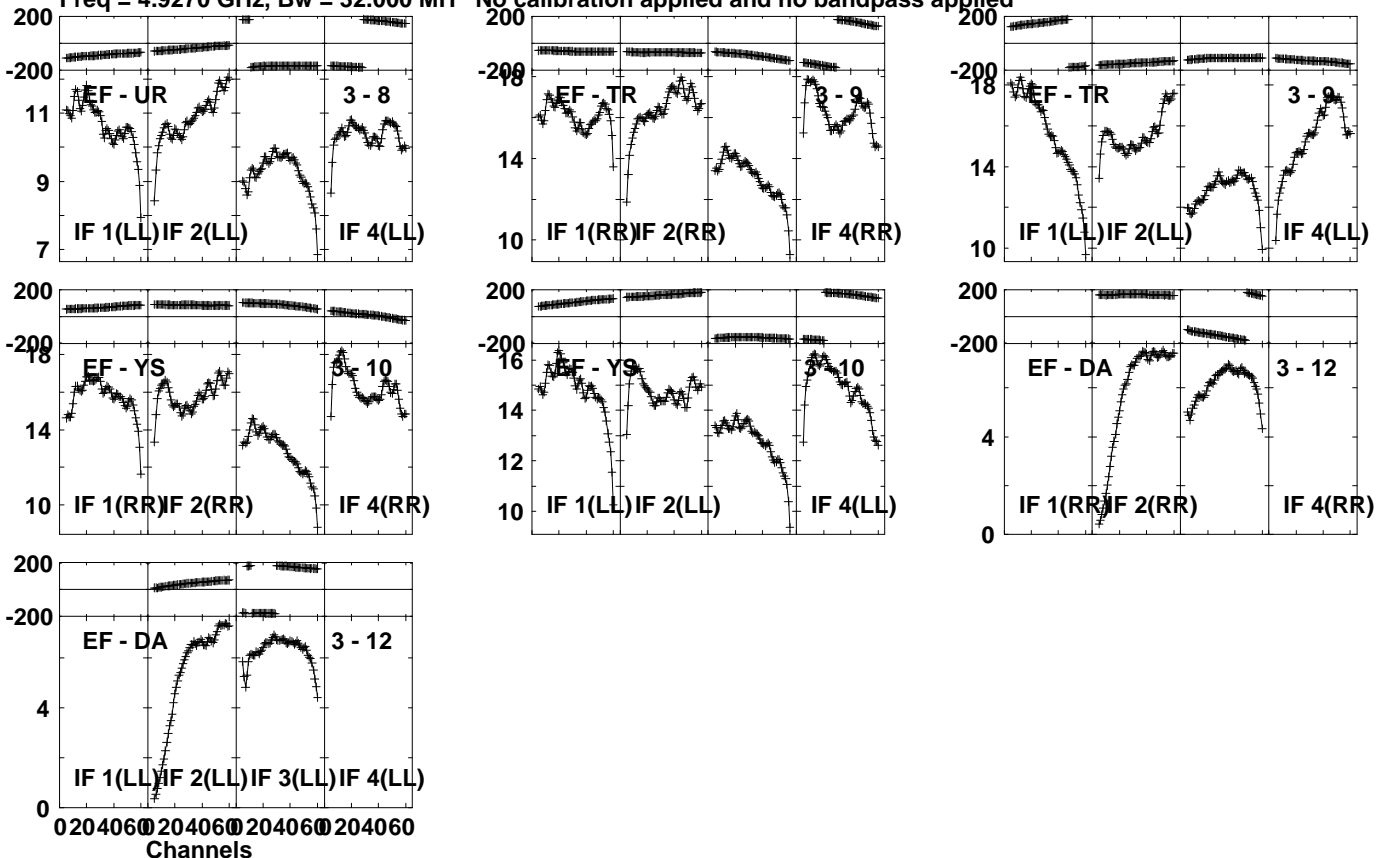 Freq = 4.9270 GHz, Bw = 32.000 MH No calibration applied and no bandpass applied
200
-200
EF - UR 3 - 8
11
9
7
IF 1(LL) IF 2(LL) IF 4(LL)
EF - TR 3 - 9
18
14
10
IF 1(RR) IF 2(RR) IF 4(RR)
200
-200
EF - TR 3 - 9
18
14
10
IF 1(LL) IF 2(LL) IF 4(LL)
200
-200
EF - YS 3 - 10
18
14
10
IF 1(RR) IF 2(RR) IF 4(RR)
200
-200
EF - YS 3 - 10
16
14
12
10
IF 1(LL) IF 2(LL) IF 4(LL)
200
-200
EF - DA 3 - 12
4
0
IF 1(RR) IF 2(RR) IF 4(RR)
200
-200
EF - DA 3 - 12
4
0
IF 1(LL) IF 2(LL) IF 3(LL) IF 4(LL)
0 20 40 60 0 20 40 60 0 20 40 60 0 20 40 60
Channels